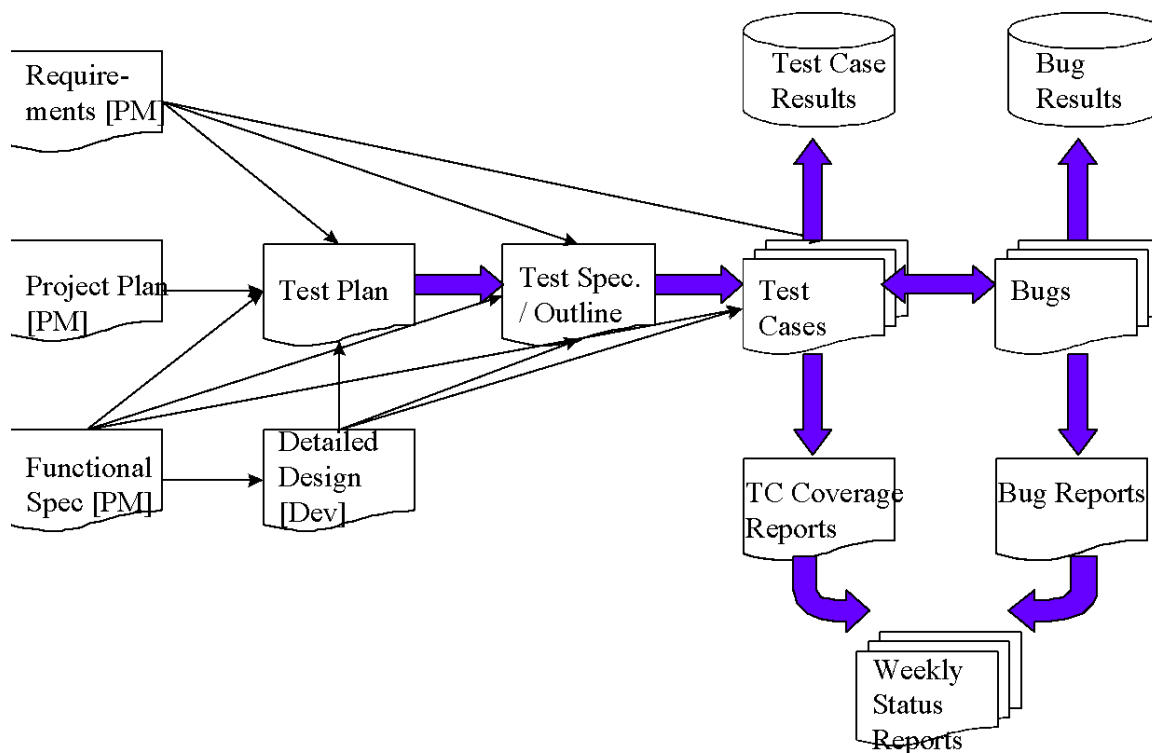 Require-
ments [PM]
Test Case
Results
Bug
Results
Project Plan
[PM]
Test Plan
Test Spec.
/ Outline
Test
Cases
Bugs
Functional
Spec [PM]
Detailed
Design
[Dev]
TC Coverage
Reports
Bug Reports
Weekly
Status
Reports